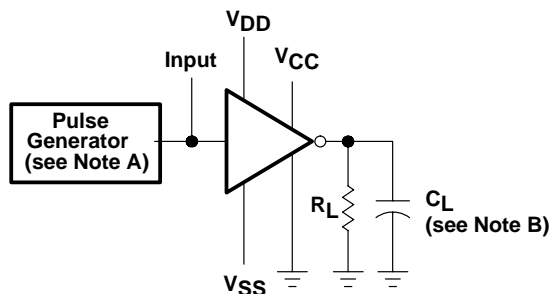 VDD
Input
VCC
Pulse
Generator
(see Note A)
RL
CL
(see Note B)
VSS